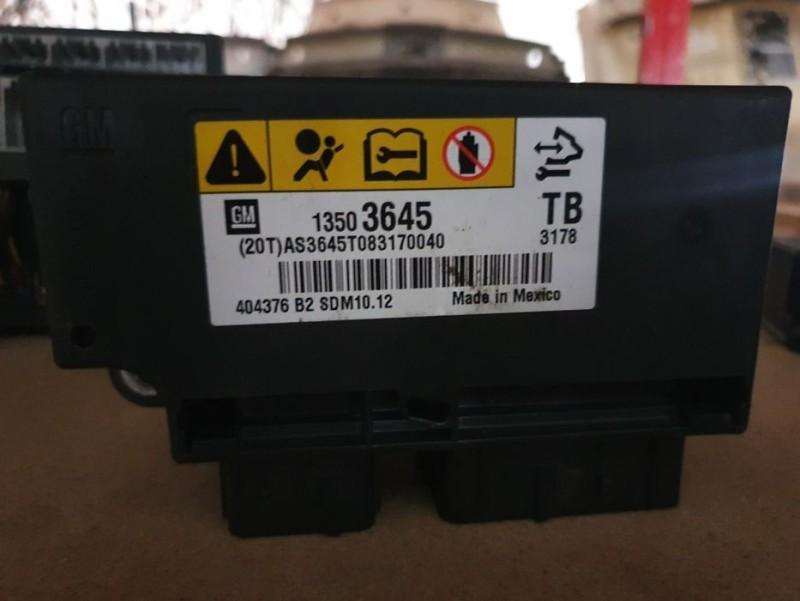 GM
GM 1350 3645 TB
(20T)AS3645T083170040 3178
404376 B2 SDM10.12 Made in Mexico